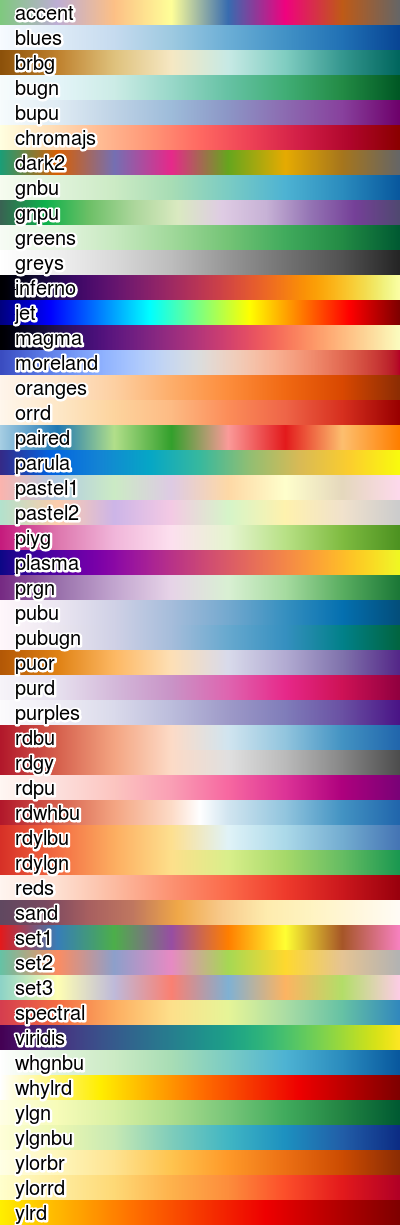 accent
blues
brbg
bugn
bupu
chromajs
dark2
gnbu
gnpu
greens
greys
inferno
jet
magma
moreland
oranges
orrd
paired
parula
pastel1
pastel2
piyg
plasma
prgn
pubu
pubugn
puor
purd
purples
rdbu
rdgy
rdpu
rdwhbu
rdylbu
rdylgn
reds
sand
set1
set2
set3
spectral
viridis
whgnbu
whylrd
ylgn
ylgnbu
ylorbr
ylorrd
ylrd